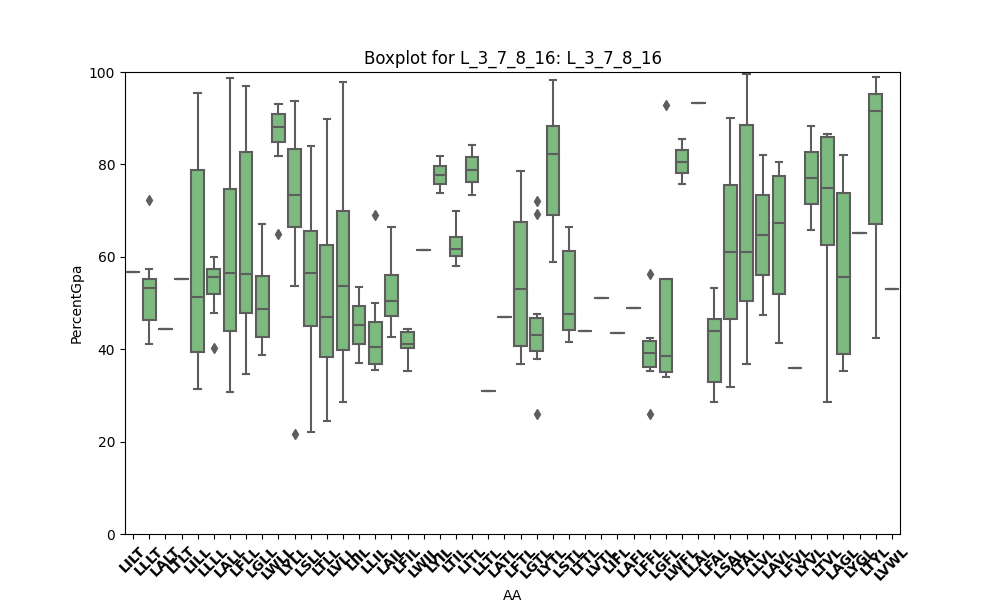 Boxplot for L_3_7_8_16: L_3_7_8_16
PercentGpa
100
80
60
40
20
0
LILT LLLT LALT LTLT LILL LLLL LALL LFLL LGLL LWLL LYLL LSLL LTLL LVLL LIIL LLIL LAIL LFIL LWIL LYIL LTIL LITL LLTL LATL LFTL LGTL LYTL LSTL LTTL LVTL LIFL LAFL LFFL LGFL LWFL LLAL LFAL LSAL LTAL LLVL LAVL LFVL LYVL LTVL LAGL LYGL LTYL LVWL
AA